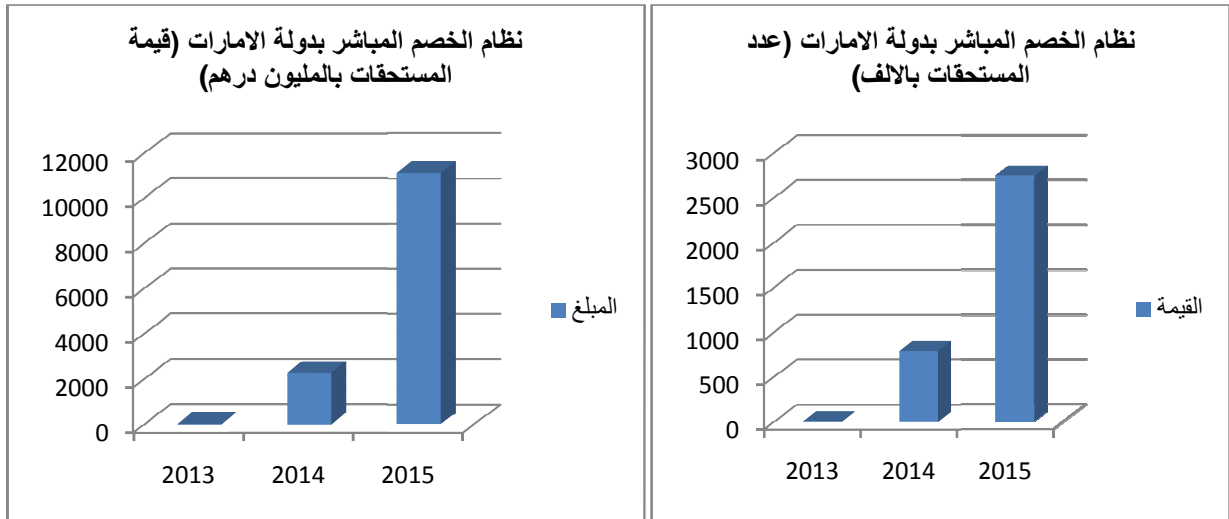 نظام الخصم المباشر بدولة الامارات (عدد
المستحقات بالالف)
3000
2500
2000
1500
1000
500
0
2013 2014 2015
القيمة
نظام الخصم المباشر بدولة الامارات (قيمة
المستحقات بالمليون درهم)
12000
10000
8000
6000
4000
2000
0
2013 2014 2015
المبلغ